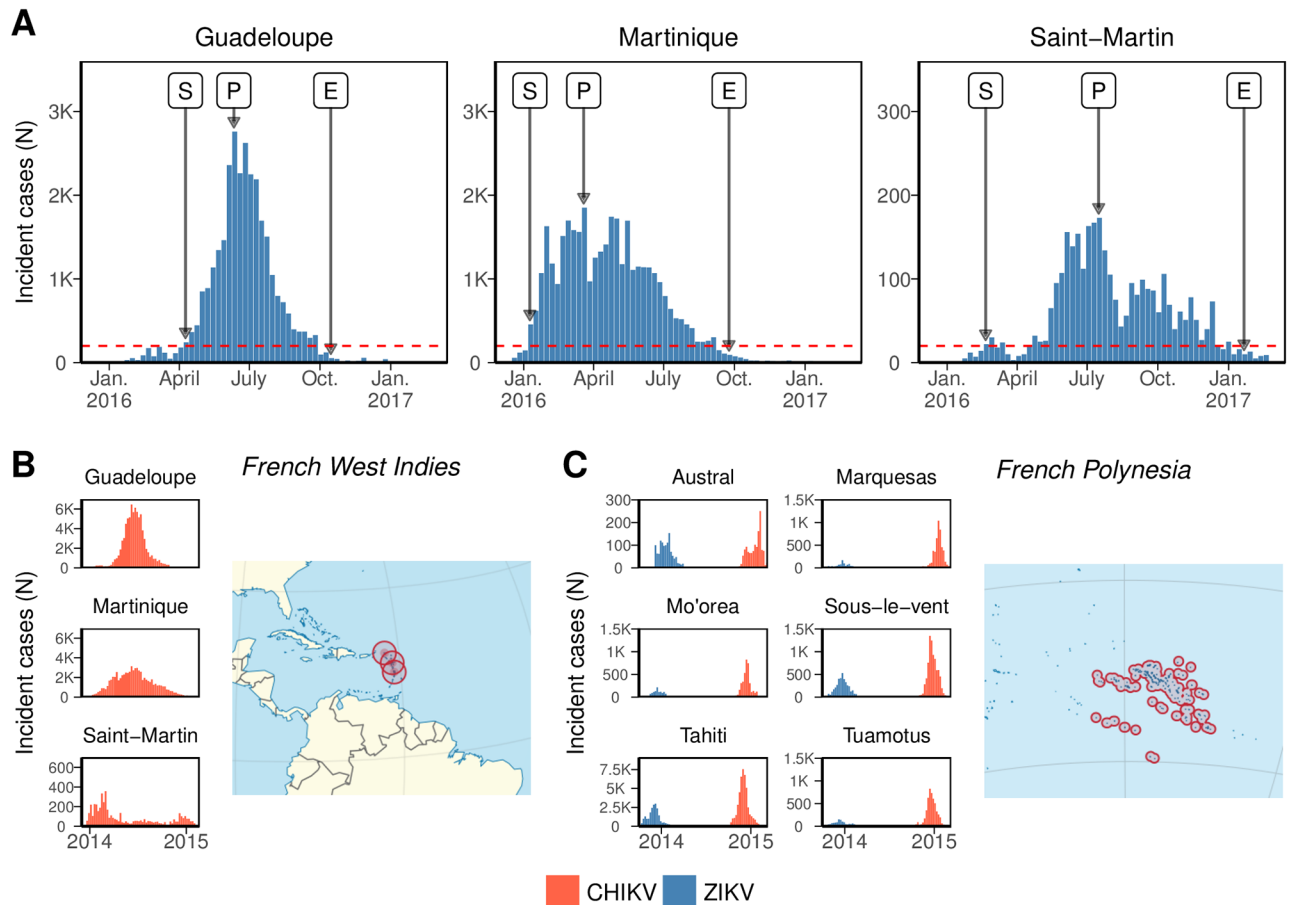 A
Guadeloupe
Martinique
Saint−Martin
Incident cases (N)
S
P
E
S
P
E
S
P
E
3K
2K
1K
0
3K
2K
1K
0
300
200
100
0
Jan.
2016
April
July
Oct.
Jan.
2017
Jan.
2016
April
July
Oct.
Jan.
2017
Jan.
2016
April
July
Oct.
Jan.
2017
B
French West Indies
Incident cases (N)
Guadeloupe
6K
4K
2K
0
Martinique
6K
4K
2K
0
Saint−Martin
600
400
200
0
2014
2015
C
French Polynesia
Incident cases (N)
Austral
300
200
100
0
Marquesas
1.5K
1K
500
0
Mo'orea
1.5K
1K
500
0
Sous−le−vent
1.5K
1K
500
0
Tahiti
7.5K
5K
2.5K
0
2014
2015
Tuamotus
1.5K
1K
500
0
2014
2015
CHIKV
ZIKV